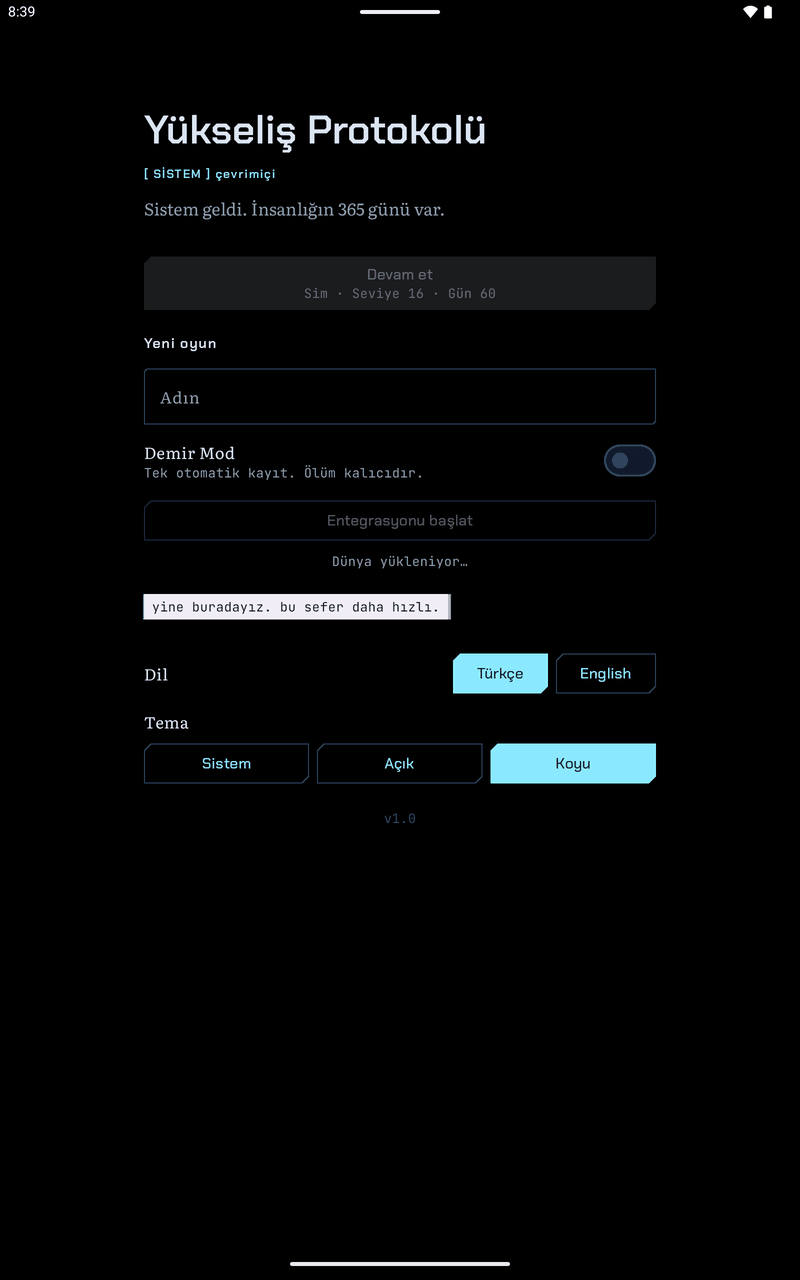 8:39
Yükseliş Protokolü
[ SİSTEM ] çevrimiçi
Sistem geldi. İnsanlığın 365 günü var.
Devam et
Sim · Seviye 16 · Gün 60
Yeni oyun
Adın
Demir Mod
Tek otomatik kayıt. Ölüm kalıcıdır.
Entegrasyonu başlat
Dünya yükleniyor…
yine buradayız. bu sefer daha hızlı.
Dil
Türkçe
English
Tema
Sistem
Açık
Koyu
v1.0